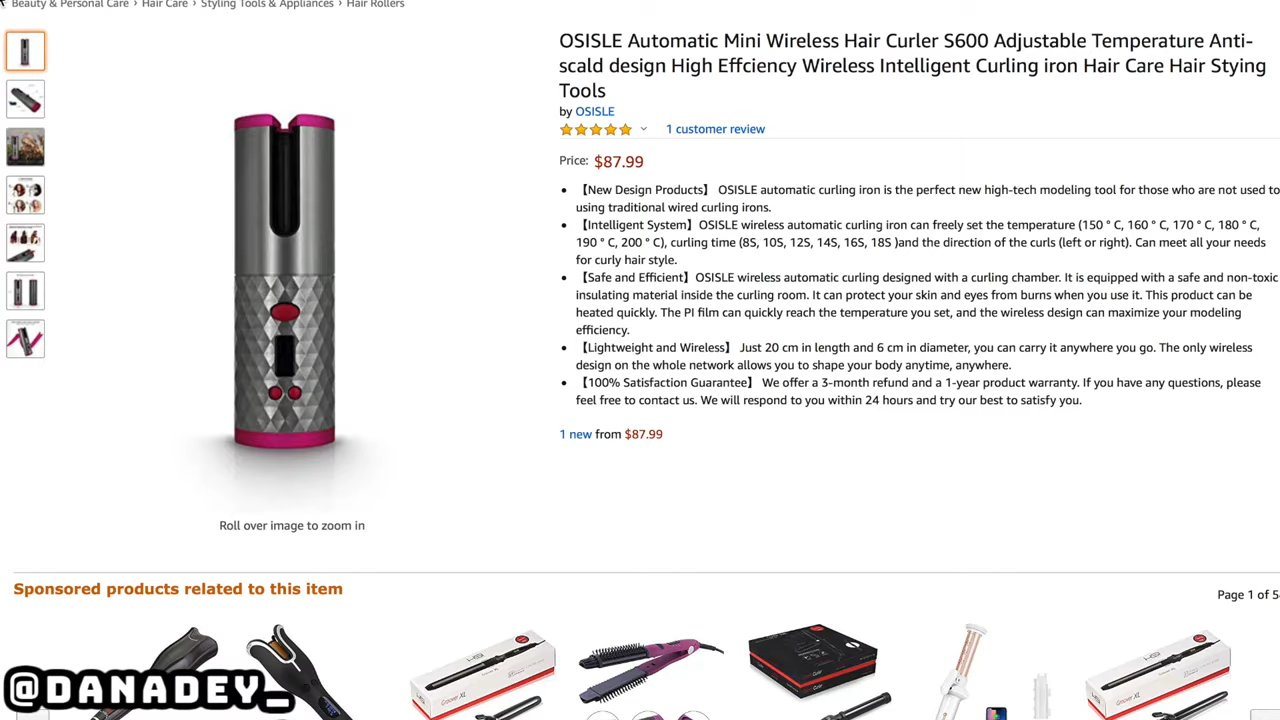 Beauty & Personal Care › Hair Care › Styling Tools & Appliances › Hair Rollers
OSISLE Automatic Mini Wireless Hair Curler S600 Adjustable Temperature Anti-
scald design High Effciency Wireless Intelligent Curling iron Hair Care Hair Stying
Tools
by OSISLE
1 customer review
Price: $87.99
• 【New Design Products】 OSISLE automatic curling iron is the perfect new high-tech modeling tool for those who are not used to
using traditional wired curling irons.
• 【Intelligent System】OSISLE wireless automatic curling iron can freely set the temperature (150 ° C, 160 ° C, 170 ° C, 180 ° C,
190 ° C, 200 ° C), curling time (8S, 10S, 12S, 14S, 16S, 18S )and the direction of the curls (left or right). Can meet all your needs
for curly hair style.
• 【Safe and Efficient】OSISLE wireless automatic curling designed with a curling chamber. It is equipped with a safe and non-toxic
insulating material inside the curling room. It can protect your skin and eyes from burns when you use it. This product can be
heated quickly. The PI film can quickly reach the temperature you set, and the wireless design can maximize your modeling
efficiency.
• 【Lightweight and Wireless】 Just 20 cm in length and 6 cm in diameter, you can carry it anywhere you go. The only wireless
design on the whole network allows you to shape your body anytime, anywhere.
• 【100% Satisfaction Guarantee】 We offer a 3-month refund and a 1-year product warranty. If you have any questions, please
feel free to contact us. We will respond to you within 24 hours and try our best to satisfy you.
1 new from $87.99
Roll over image to zoom in
Sponsored products related to this item
Page 1 of 5
@DANADEY_